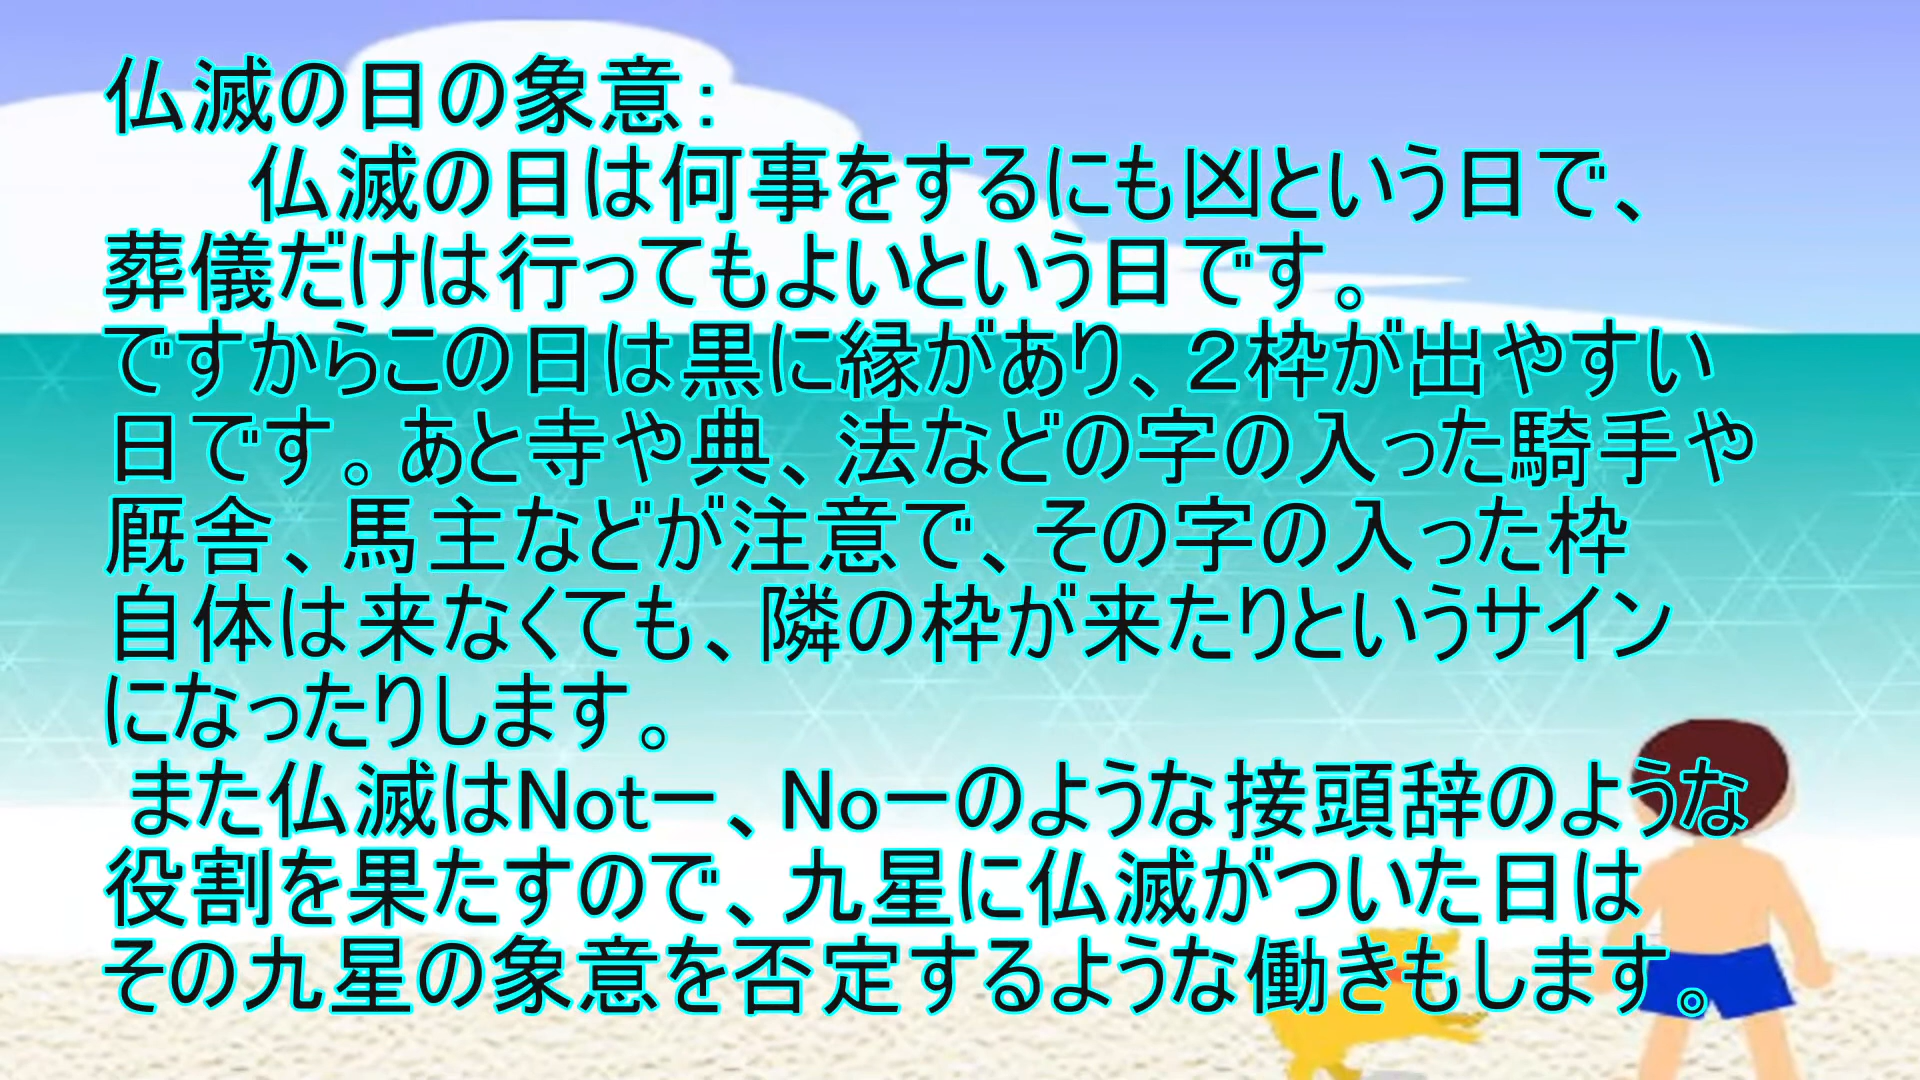 仏滅の日の象意：
仏滅の日は何事をするにも凶という日で、
葬儀だけは行ってもよいという日です。
ですからこの日は黒に縁があり、２枠が出やすい
日です。あと寺や典、法などの字の入った騎手や
厩舎、馬主などが注意で、その字の入った枠
自体は来なくても、隣の枠が来たりというサイン
になったりします。
また仏滅はNotー、Noーのような接頭辞のような
役割を果たすので、九星に仏滅がついた日は
その九星の象意を否定するような働きもします。